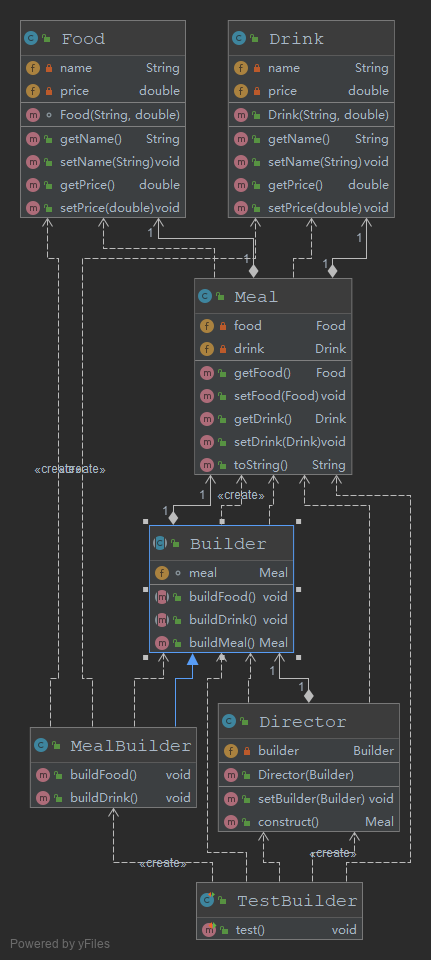 Food
name String
price double
Food(String, double)
getName() String
setName(String) void
getPrice() double
setPrice(double) void
Drink
name String
price double
Drink(String, double)
getName() String
setName(String) void
getPrice() double
setPrice(double) void
1
1
1
1
Meal
food Food
drink Drink
getFood() Food
setFood(Food) void
getDrink() Drink
setDrink(Drink) void
toString() String
«create»
«create»
1
«create»
1
Builder
meal Meal
buildFood() void
buildDrink() void
buildMeal() Meal
1
1
MealBuilder
buildFood() void
buildDrink() void
Director
builder Builder
Director(Builder)
setBuilder(Builder) void
construct() Meal
«create»
«create»
TestBuilder
test() void
Powered by yFiles